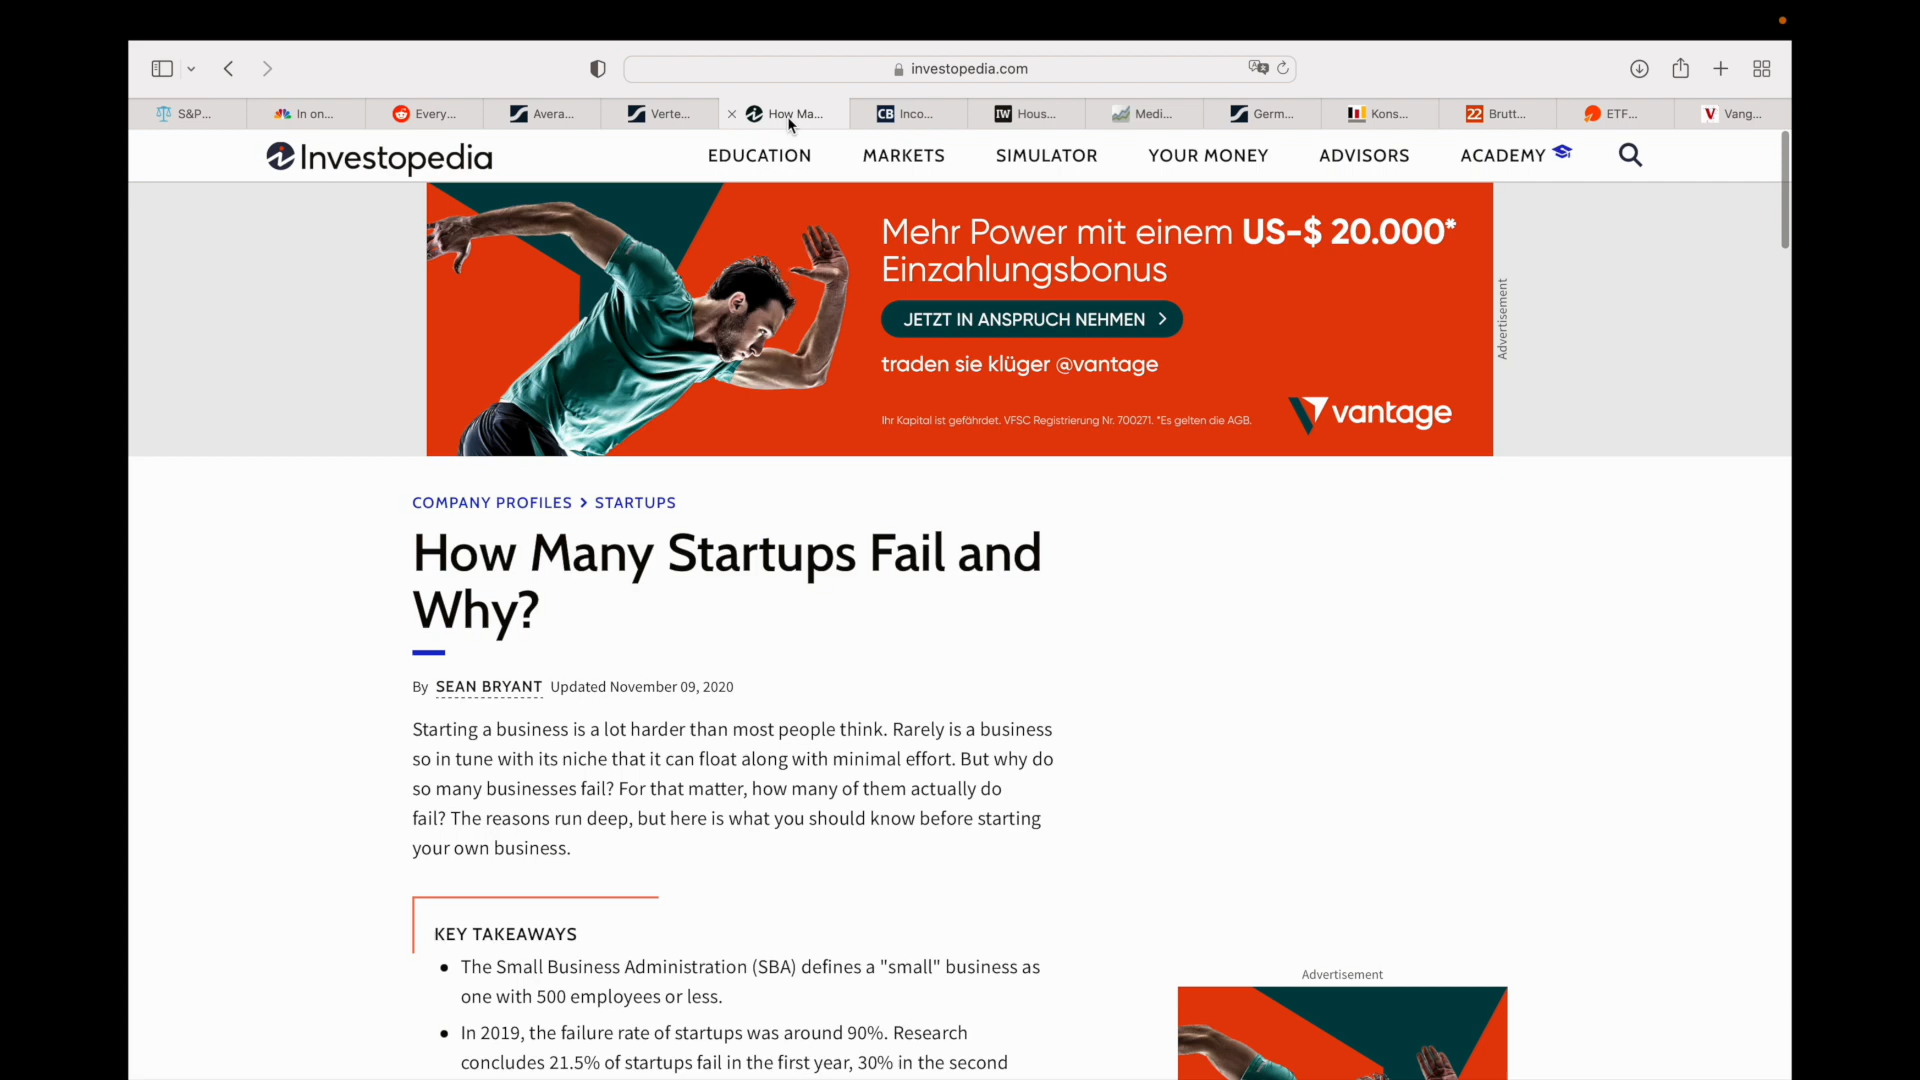 investopedia.com
S&P...
In on...
Every...
Avera...
Verte...
How Ma...
CB Inco...
IW Hous...
Medi...
Germ...
Kons...
22 Brutt...
ETF...
V Vang...
Investopedia
EDUCATION
MARKETS
SIMULATOR
YOUR MONEY
ADVISORS
ACADEMY
Mehr Power mit einem US-$ 20.000*
Einzahlungsbonus
JETZT IN ANSPRUCH NEHMEN >
traden sie klüger @vantage
Ihr Kapital ist gefährdet. VFSC Registrierung Nr. 700271. *Es gelten die AGB.
vantage
Advertisement
COMPANY PROFILES > STARTUPS
How Many Startups Fail and
Why?
By SEAN BRYANT Updated November 09, 2020
Starting a business is a lot harder than most people think. Rarely is a business
so in tune with its niche that it can float along with minimal effort. But why do
so many businesses fail? For that matter, how many of them actually do
fail? The reasons run deep, but here is what you should know before starting
your own business.
KEY TAKEAWAYS
• The Small Business Administration (SBA) defines a "small" business as
one with 500 employees or less.
• In 2019, the failure rate of startups was around 90%. Research
concludes 21.5% of startups fail in the first year, 30% in the second
Advertisement